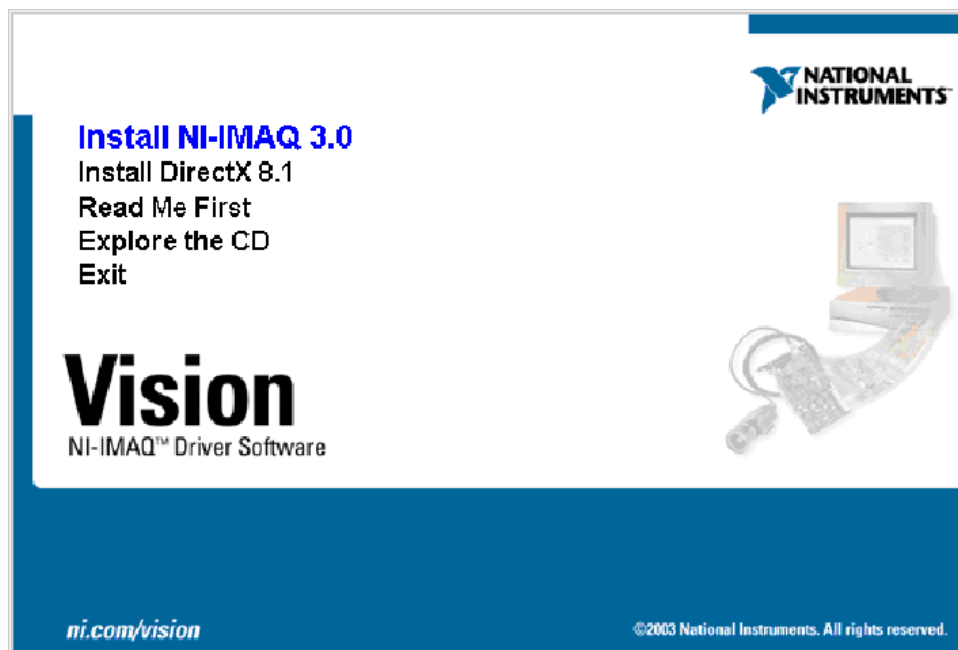 NATIONAL
INSTRUMENTS™
Install NI-IMAQ 3.0
Install DirectX 8.1
Read Me First
Explore the CD
Exit
Vision
NI-IMAQ™ Driver Software
ni.com/vision
©2003 National Instruments. All rights reserved.